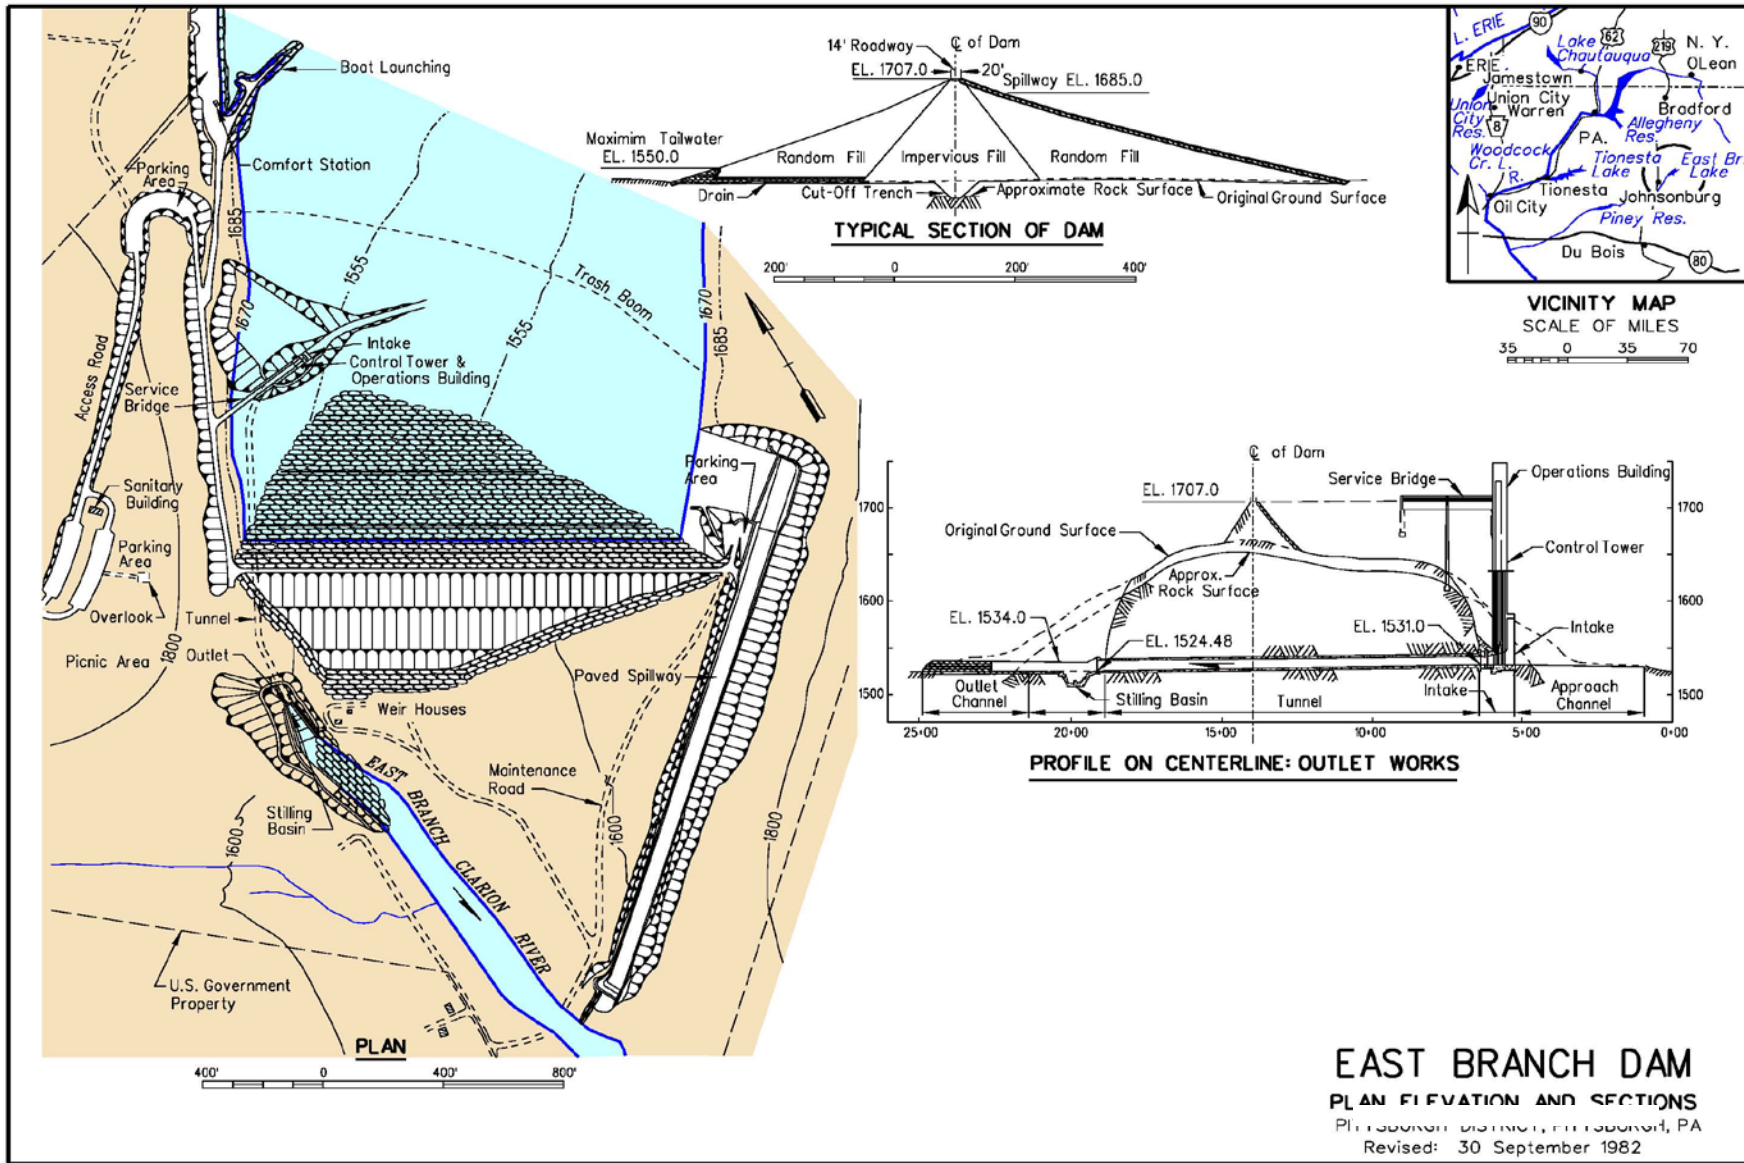 Boat Launching
Comfort Station
Parking
Area
1685
1555
1555
Trash Boom
1670
1670
1685
Access Road
Intake
Control Tower &
Operations Building
Service
Bridge
Parking
Area
Sanitary
Building
Parking
Area
Overlook
Tunnel
1800
Picnic Area
Outlet
Weir Houses
Paved Spillway
Maintenance
Road
Stilling
Basin
1600
1600
1800
EAST BRANCH CLARION RIVER
U.S. Government
Property
PLAN
400' 0 400' 800'
14' Roadway
℄ of Dam
EL. 1707.0
20'
Spillway EL. 1685.0
Maximim Tailwater
EL. 1550.0
Random Fill
Impervious Fill
Random Fill
Drain
Cut-Off Trench
Approximate Rock Surface
Original Ground Surface
TYPICAL SECTION OF DAM
200' 0 200' 400'
L. ERIE
90
62
219
N. Y.
Lake
Chautauqua
ERIE
Jamestown
OLean
Union City
Warren
Bradford
Union
City
Res.
8
Allegheny
Res.
PA.
Woodcock
Cr. L.
Tionesta
Lake
East Br
Lake
R.
Tionesta
Johnsonburg
Oil City
Piney Res.
Du Bois
80
VICINITY MAP
SCALE OF MILES
35 0 35 70
℄ of Dam
1700
1600
1500
EL. 1707.0
Service Bridge
Operations Building
1700
1600
1500
Original Ground Surface
Control Tower
Approx.
Rock Surface
EL. 1534.0
EL. 1524.48
EL. 1531.0
Intake
Outlet
Channel
Stilling Basin
Tunnel
Intake
Approach
Channel
25+00 20+00 15+00 10+00 5+00 0+00
PROFILE ON CENTERLINE: OUTLET WORKS
EAST BRANCH DAM
PLAN ELEVATION AND SECTIONS
PITTSBURGH DISTRICT, PITTSBURGH, PA
Revised: 30 September 1982